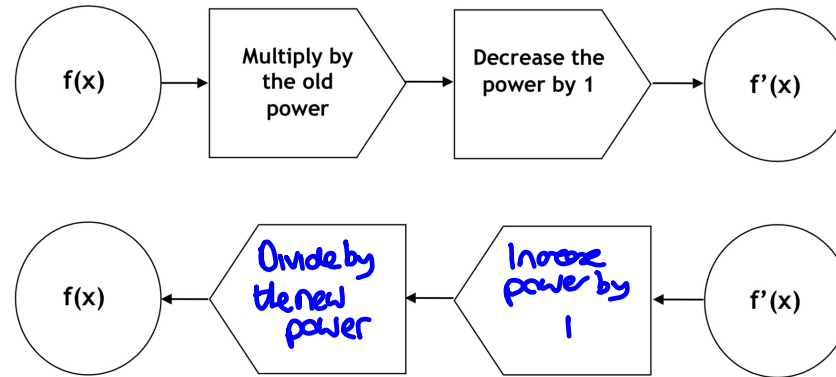 f(x)
Multiply by
the old
power
Decrease the
power by 1
f'(x)
f(x)
Divide by
the new
power
Increase
power by
1
f'(x)